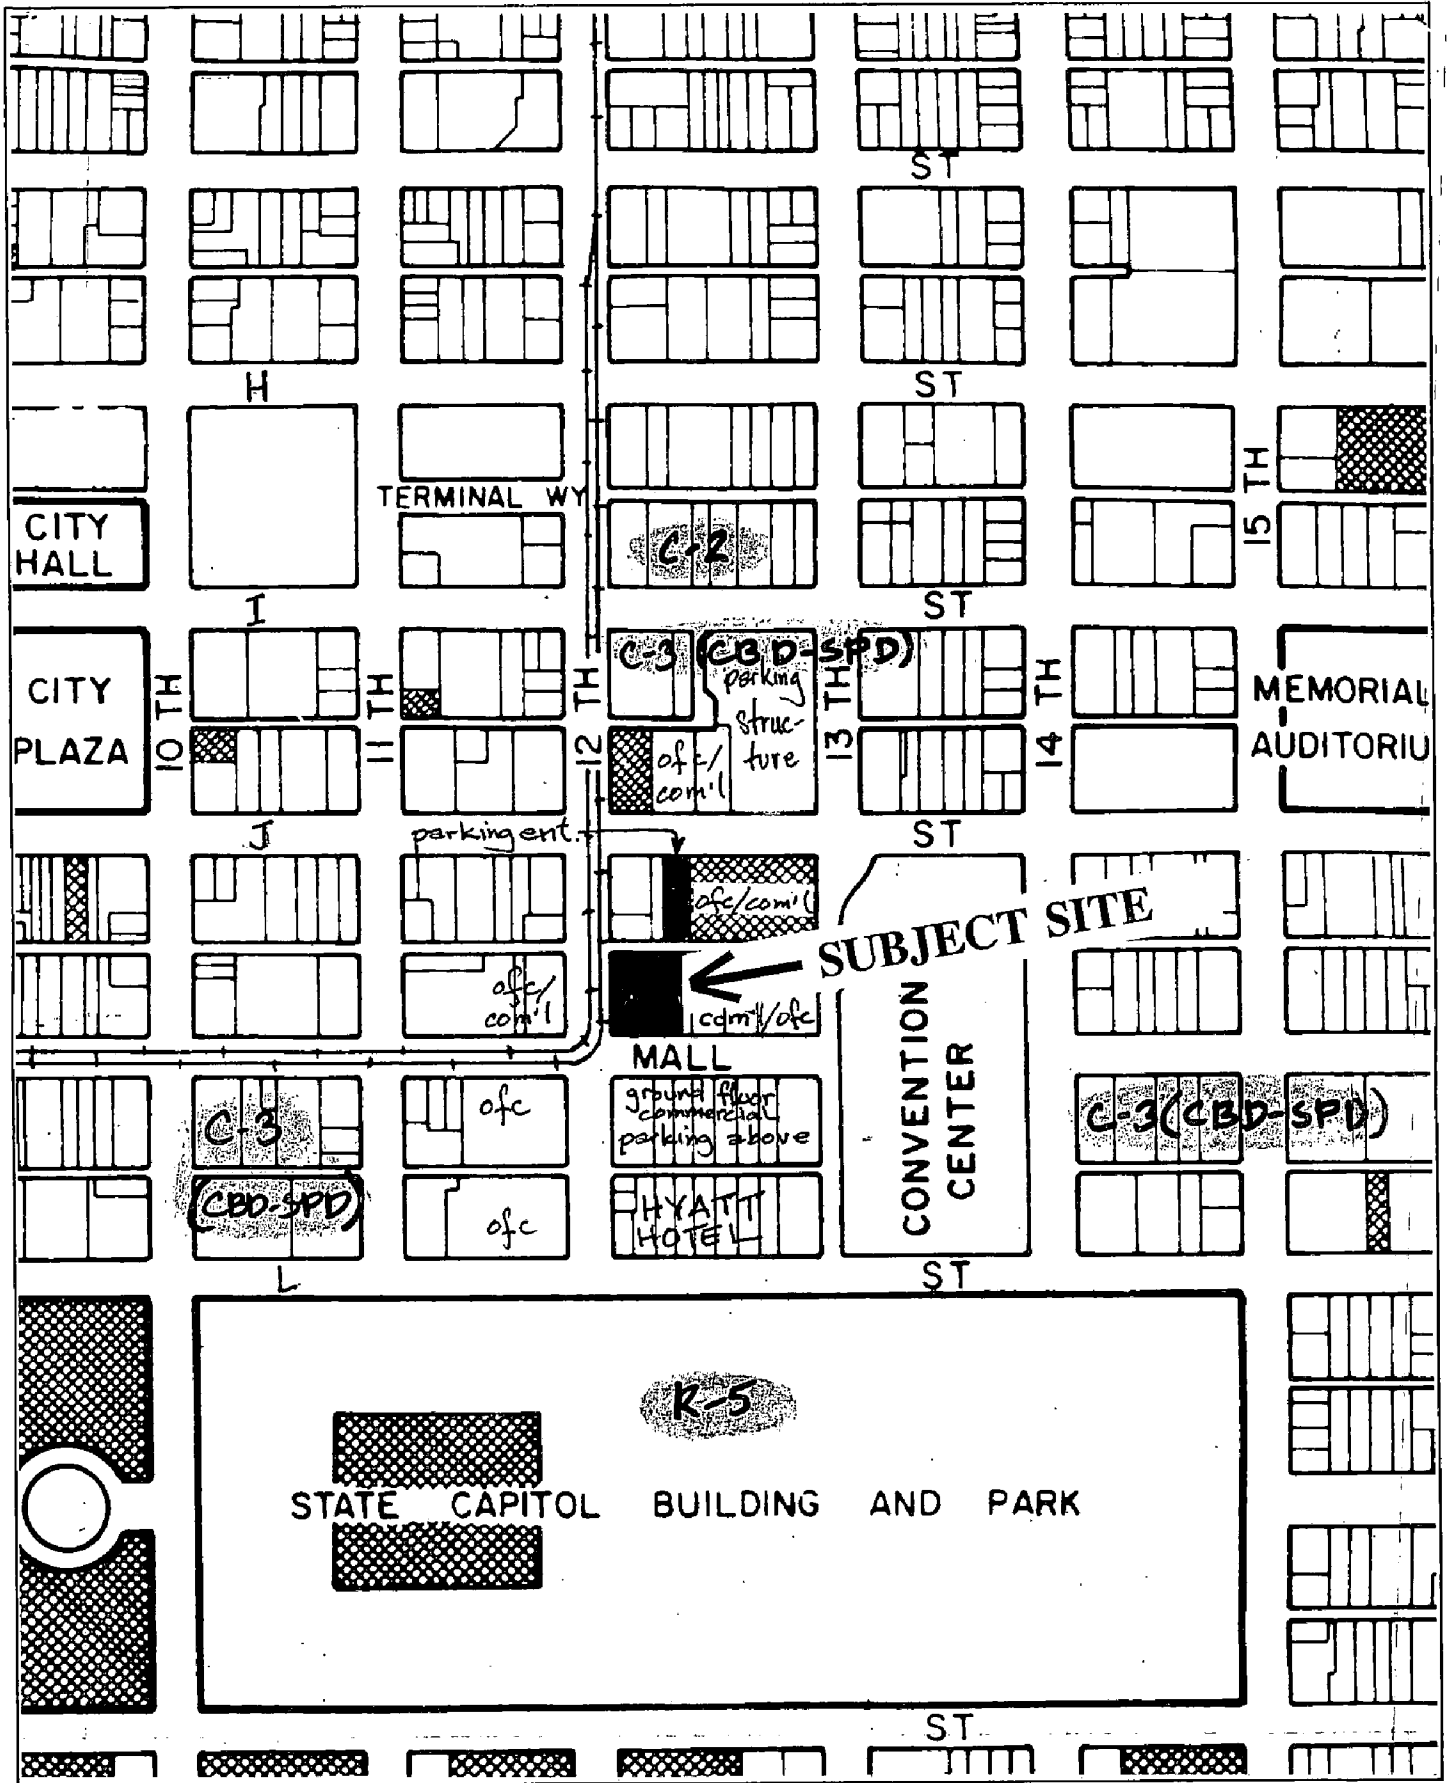 ST
H ST
TERMINAL WY
CITY
HALL
C-2
15 TH
I ST
CITY
PLAZA
10 TH
11 TH
12 TH
C-3 (CBD-SPD)
parking
struc-
ture
ofc/
com'l
13 TH
14 TH
MEMORIAL
AUDITORIU
J ST
parking ent.
ofc/com'l
SUBJECT SITE
ofc/
com'l
com'l/ofc
MALL
CONVENTION
CENTER
C-3
(CBD-SPD)
ofc
ground floor
commercial
parking above
C-3(CBD-SPD)
ofc
HYATT
HOTEL
L ST
R-5
STATE CAPITOL BUILDING AND PARK
ST